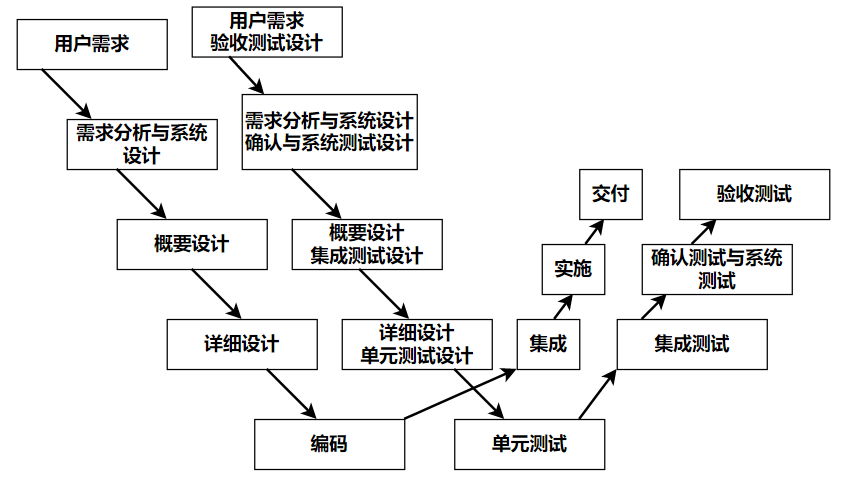 用户需求
用户需求
验收测试设计
需求分析与系统
设计
需求分析与系统设计
确认与系统测试设计
交付
验收测试
概要设计
概要设计
集成测试设计
实施
确认测试与系统
测试
详细设计
详细设计
单元测试设计
集成
集成测试
编码
单元测试